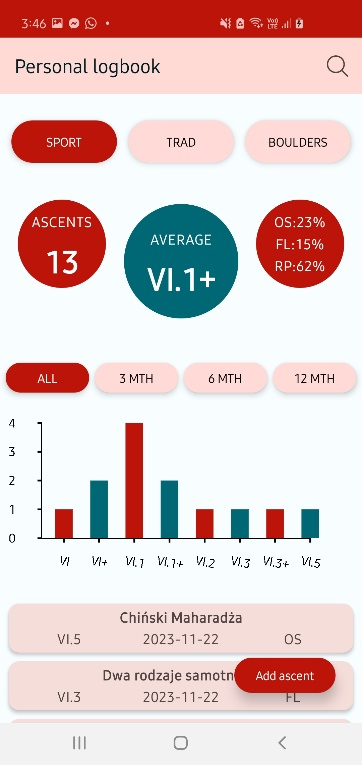 3:46
Personal logbook
SPORT TRAD BOULDERS
ASCENTS
13
AVERAGE
VI.1+
OS:23%
FL:15%
RP:62%
ALL 3 MTH 6 MTH 12 MTH
4
3
2
1
0
VI VI+ VI.1 VI.1+ VI.2 VI.3 VI.3+ VI.5
Chiński Maharadża
VI.5 2023-11-22 OS
Dwa rodzaje samotn
Add ascent
VI.3 2023-11-22 FL